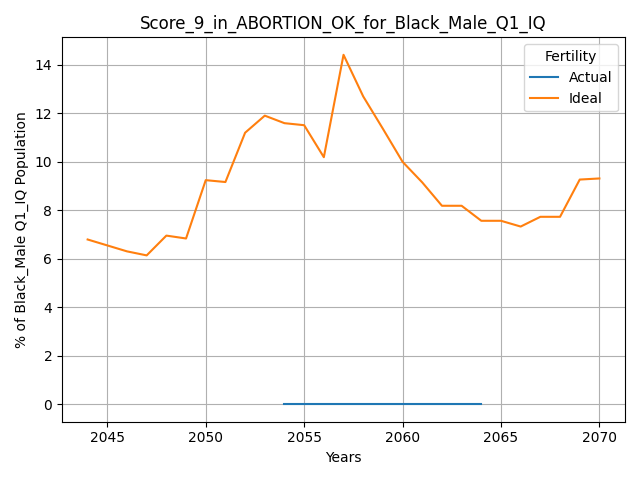 Score_9_in_ABORTION_OK_for_Black_Male_Q1_IQ
Fertility
Actual
Ideal
% of Black_Male Q1_IQ Population
14
12
10
8
6
4
2
0
2045 2050 2055 2060 2065 2070
Years